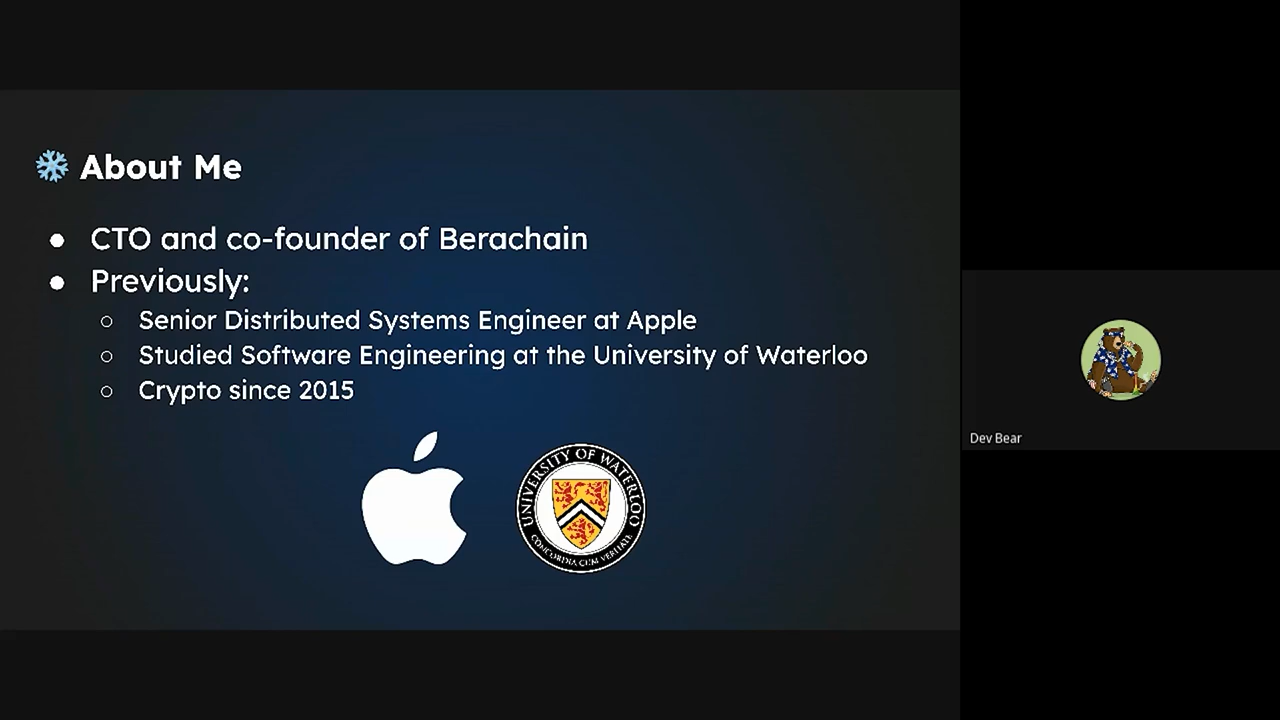 About Me
● CTO and co-founder of Berachain
● Previously:
○ Senior Distributed Systems Engineer at Apple
○ Studied Software Engineering at the University of Waterloo
○ Crypto since 2015
UNIVERSITY OF WATERLOO
CONCORDIA CUM VERITATE
Dev Bear